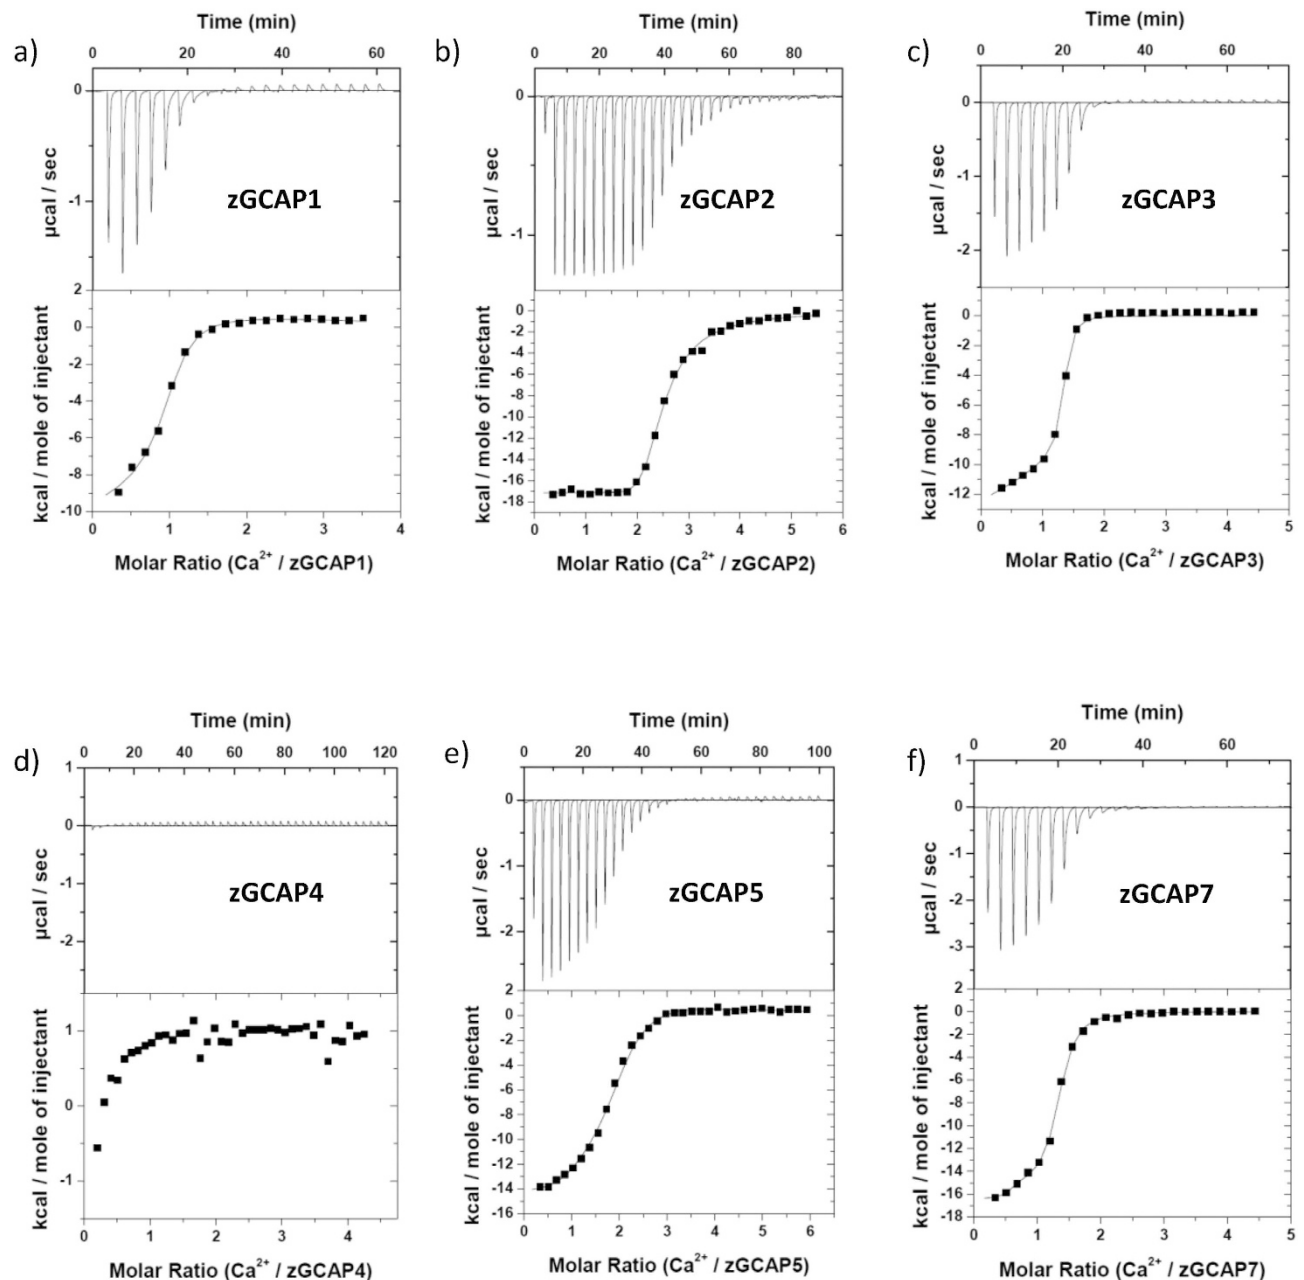 a)
Time (min)
0 20 40 60
0
-1
2
µcal / sec
zGCAP1
0
-2
-4
-6
-8
-10
kcal / mole of injectant
0 1 2 3 4
Molar Ratio (Ca²⁺ / zGCAP1)
b)
Time (min)
0 20 40 60 80
0
-1
µcal / sec
zGCAP2
0
-2
-4
-6
-8
-10
-12
-14
-16
-18
kcal / mole of injectant
0 1 2 3 4 5 6
Molar Ratio (Ca²⁺ / zGCAP2)
c)
Time (min)
0 20 40 60
0
-1
-2
µcal / sec
zGCAP3
2
0
-2
-4
-6
-8
-10
-12
kcal / mole of injectant
0 1 2 3 4 5
Molar Ratio (Ca²⁺ / zGCAP3)
d)
Time (min)
0 20 40 60 80 100 120
1
0
-1
-2
µcal / sec
zGCAP4
1
0
-1
kcal / mole of injectant
0 1 2 3 4
Molar Ratio (Ca²⁺ / zGCAP4)
e)
Time (min)
0 20 40 60 80 100
0
-1
-2
2
µcal / sec
zGCAP5
0
-2
-4
-6
-8
-10
-12
-14
-16
kcal / mole of injectant
0 1 2 3 4 5 6
Molar Ratio (Ca²⁺ / zGCAP5)
f)
Time (min)
0 20 40 60
1
0
-1
-2
-3
2
µcal / sec
zGCAP7
0
-2
-4
-6
-8
-10
-12
-14
-16
-18
kcal / mole of injectant
0 1 2 3 4 5
Molar Ratio (Ca²⁺ / zGCAP7)